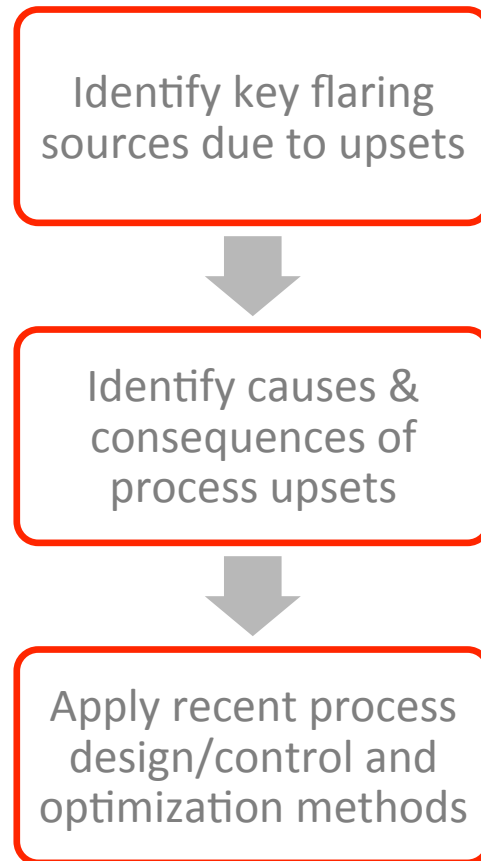 Identify key flaring
sources due to upsets
Identify causes &
consequences of
process upsets
Apply recent process
design/control and
optimization methods